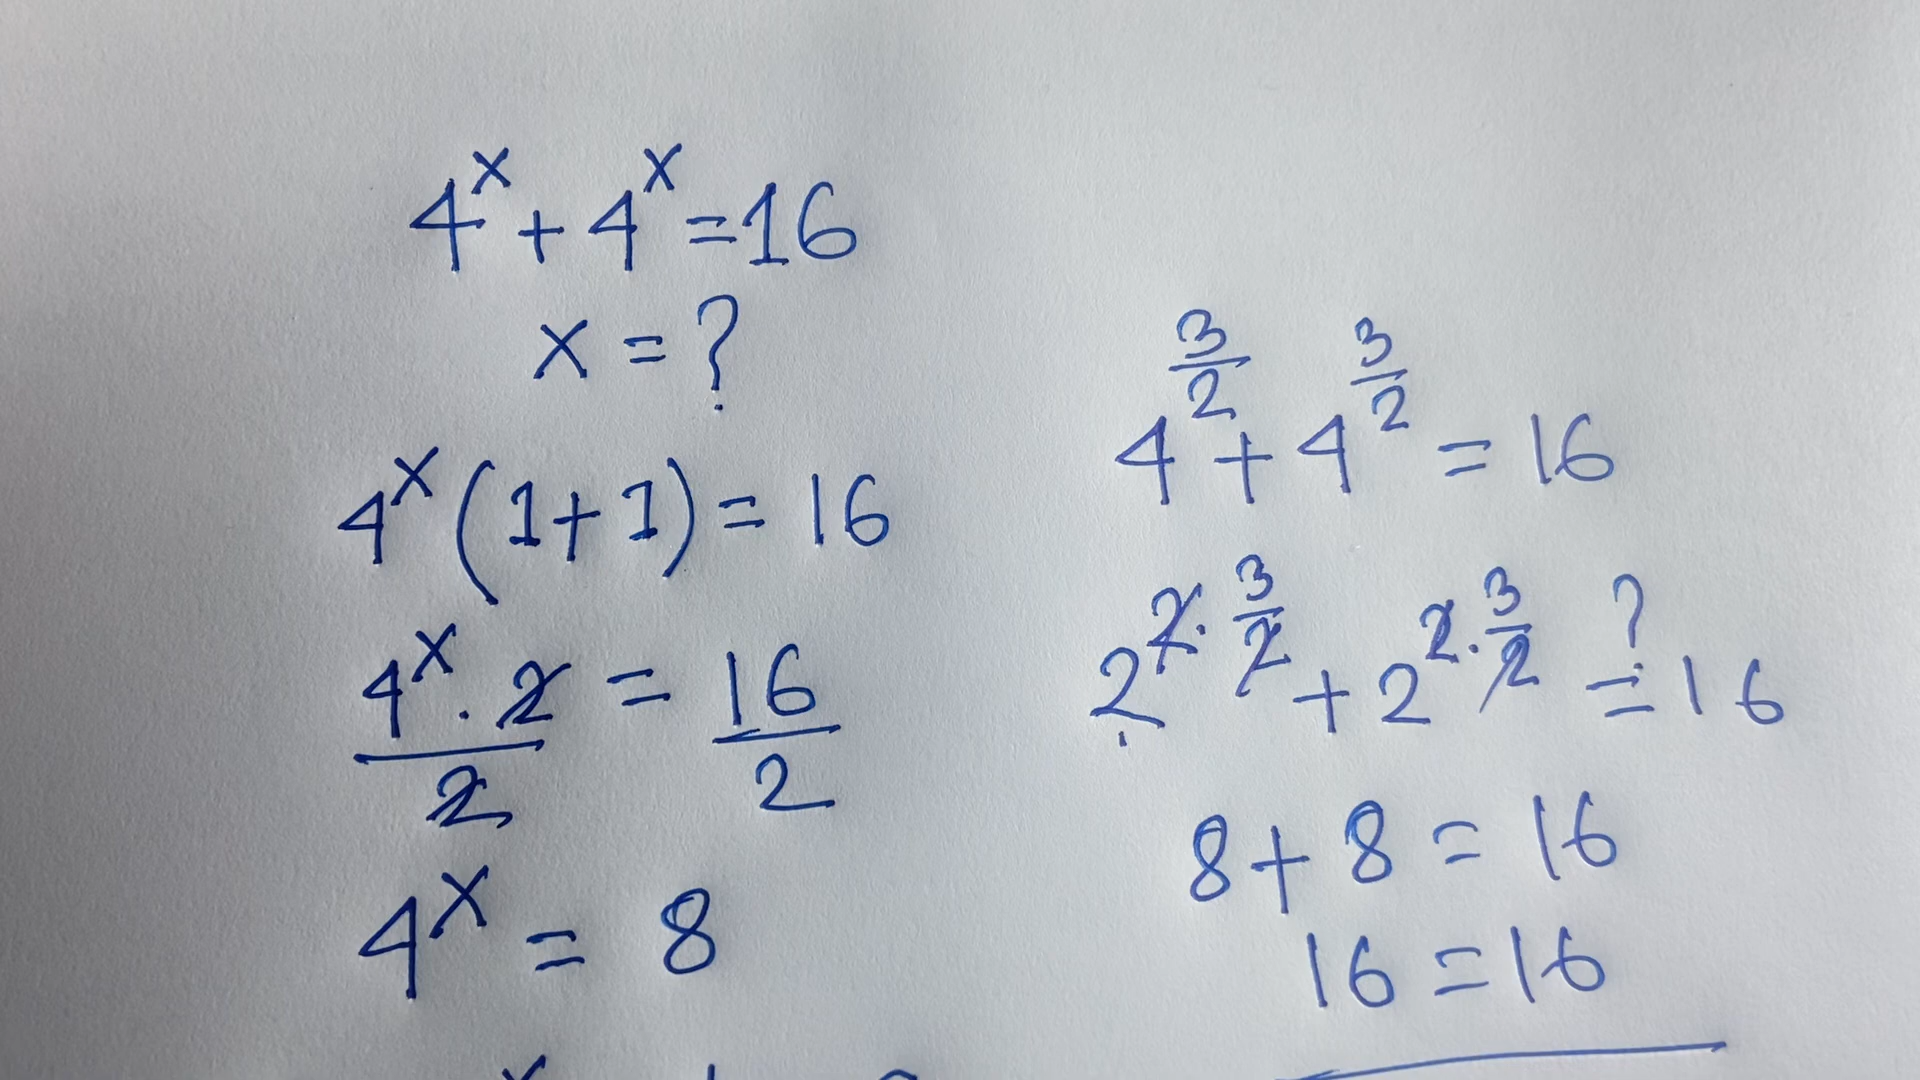 4^x + 4^x = 16
x = ?
4^x (1 + 1) = 16
(4^x · 2)/2 = 16/2
4^x = 8
4^(3/2) + 4^(3/2) = 16
2^(2 · 3/2) + 2^(2 · 3/2) =? 16
8 + 8 = 16
16 = 16